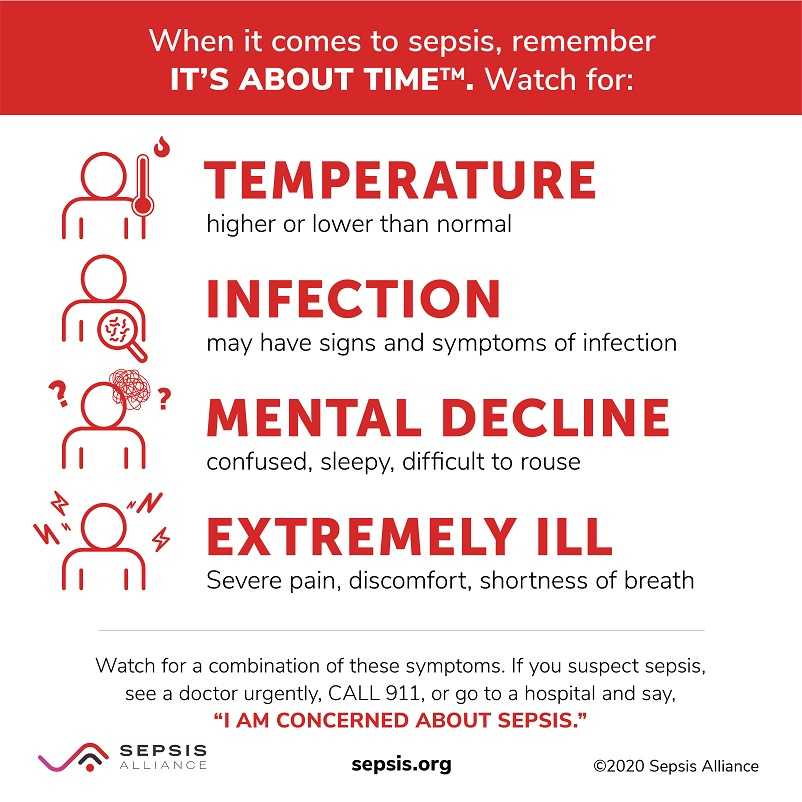 When it comes to sepsis, remember
IT’S ABOUT TIME™. Watch for:
TEMPERATURE
higher or lower than normal
INFECTION
may have signs and symptoms of infection
? ?
MENTAL DECLINE
confused, sleepy, difficult to rouse
EXTREMELY ILL
Severe pain, discomfort, shortness of breath
Watch for a combination of these symptoms. If you suspect sepsis,
see a doctor urgently, CALL 911, or go to a hospital and say,
“I AM CONCERNED ABOUT SEPSIS.”
SEPSIS
ALLIANCE
sepsis.org
©2020 Sepsis Alliance